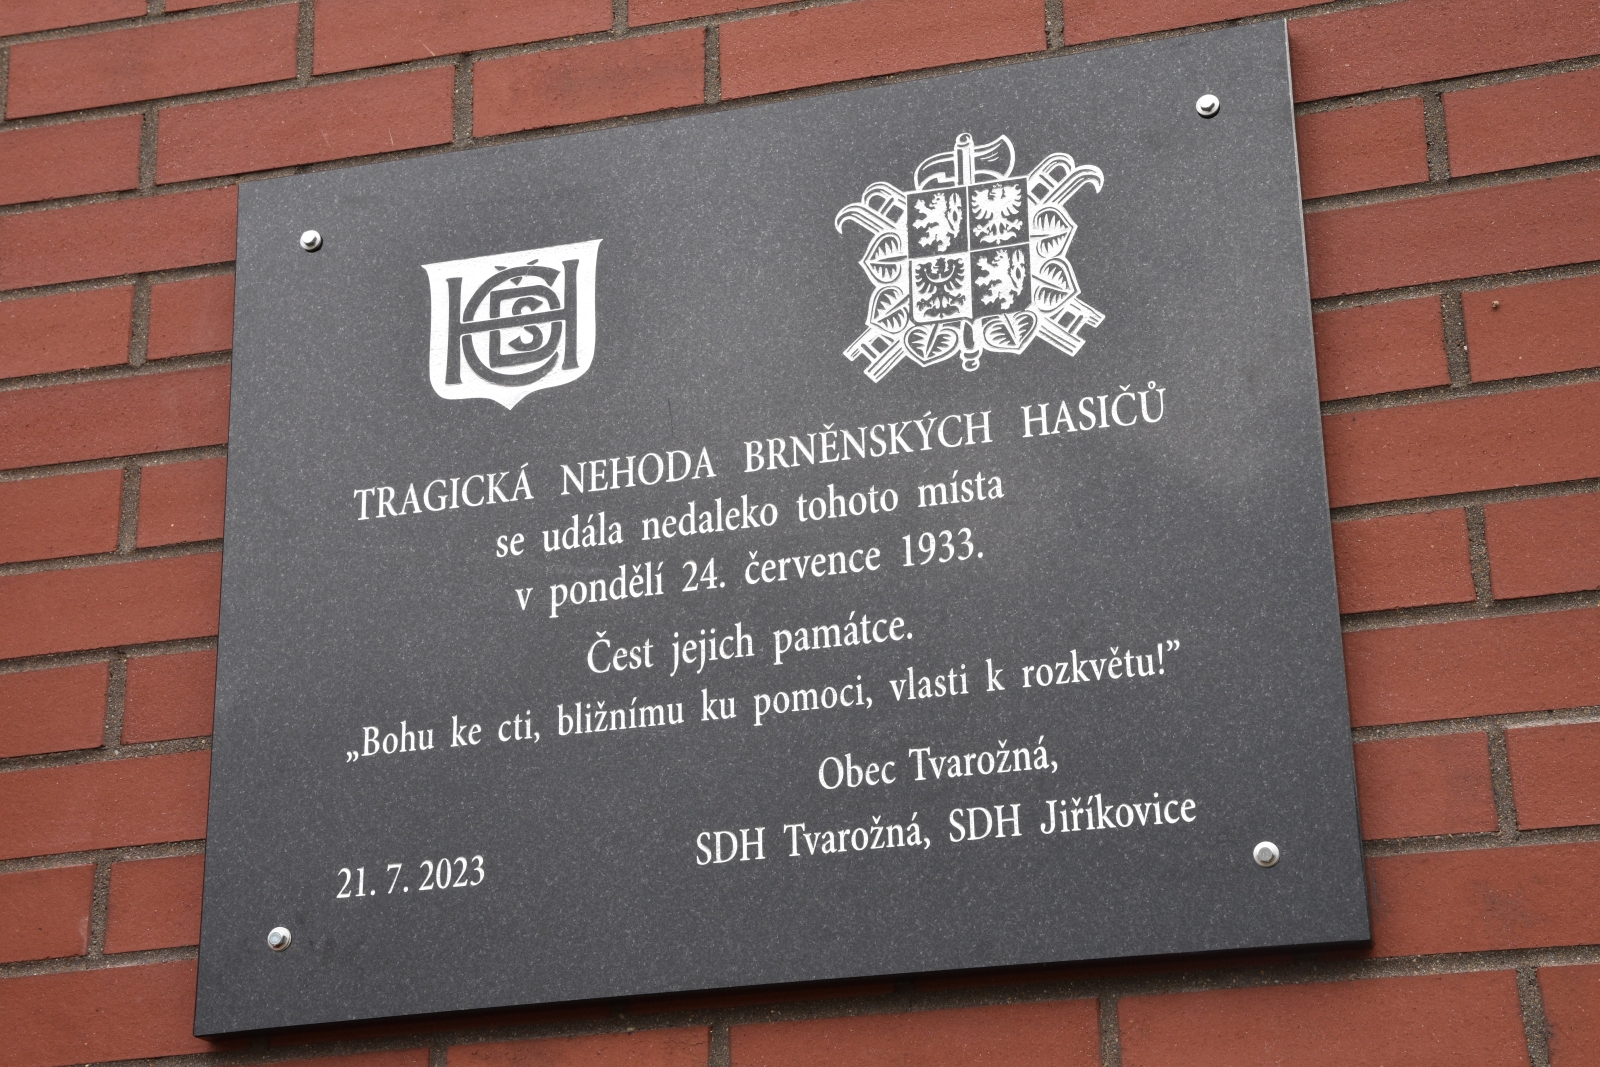 TRAGICKÁ NEHODA BRNĚNSKÝCH HASIČŮ
se udála nedaleko tohoto místa
v pondělí 24. července 1933.
Čest jejich památce.
„Bohu ke cti, bližnímu ku pomoci, vlasti k rozkvětu!”
Obec Tvarožná,
SDH Tvarožná, SDH Jiříkovice
21. 7. 2023